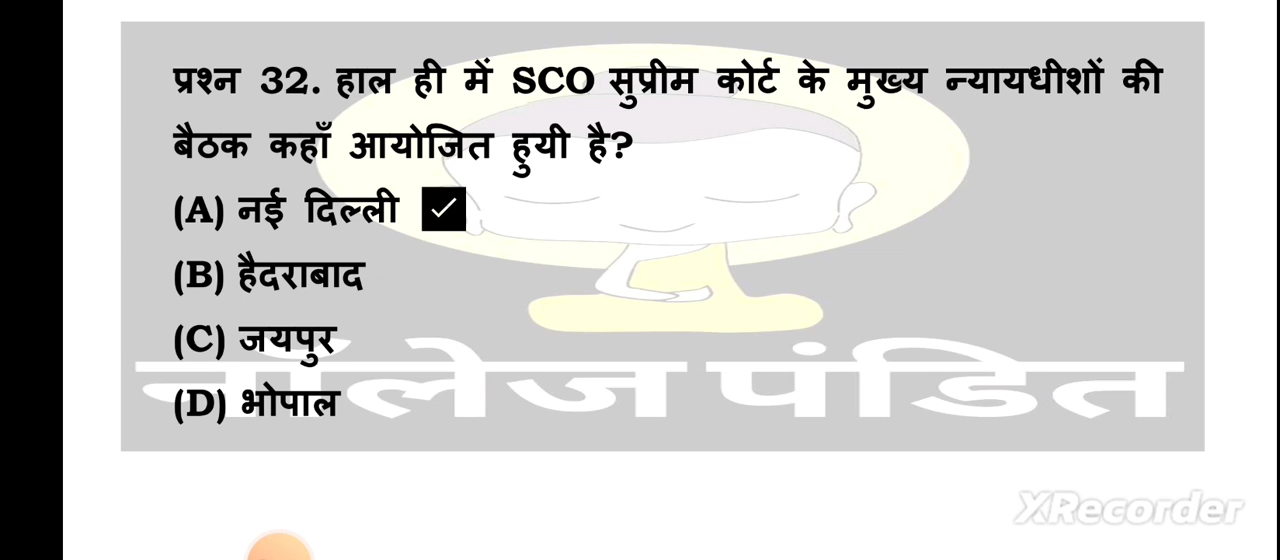 प्रश्न 32. हाल ही में SCO सुप्रीम कोर्ट के मुख्य न्यायधीशों की
बैठक कहाँ आयोजित हुयी है?
(A) नई दिल्ली
(B) हैदराबाद
(C) जयपुर
(D) भोपाल
नॉलेज पंडित
XRecorder